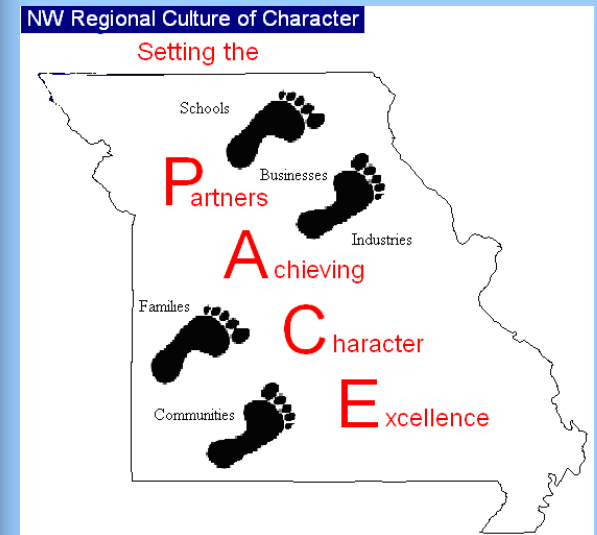 NW Regional Culture of Character
Setting the
Schools
Businesses
Partners
Industries
Achieving
Families
Character
Communities
Excellence